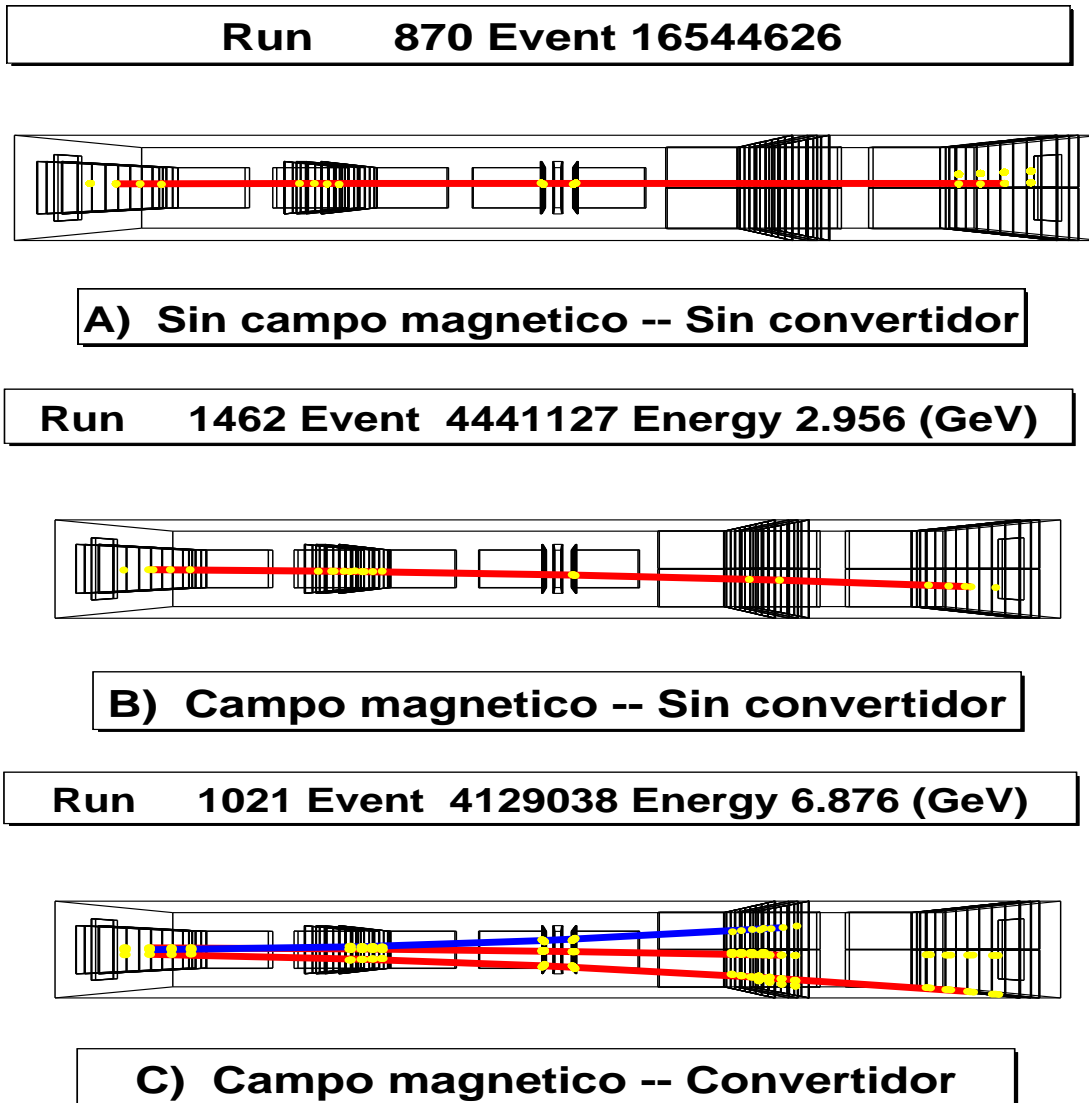 Run 870 Event 16544626
A) Sin campo magnetico -- Sin convertidor
Run 1462 Event 4441127 Energy 2.956 (GeV)
B) Campo magnetico -- Sin convertidor
Run 1021 Event 4129038 Energy 6.876 (GeV)
C) Campo magnetico -- Convertidor